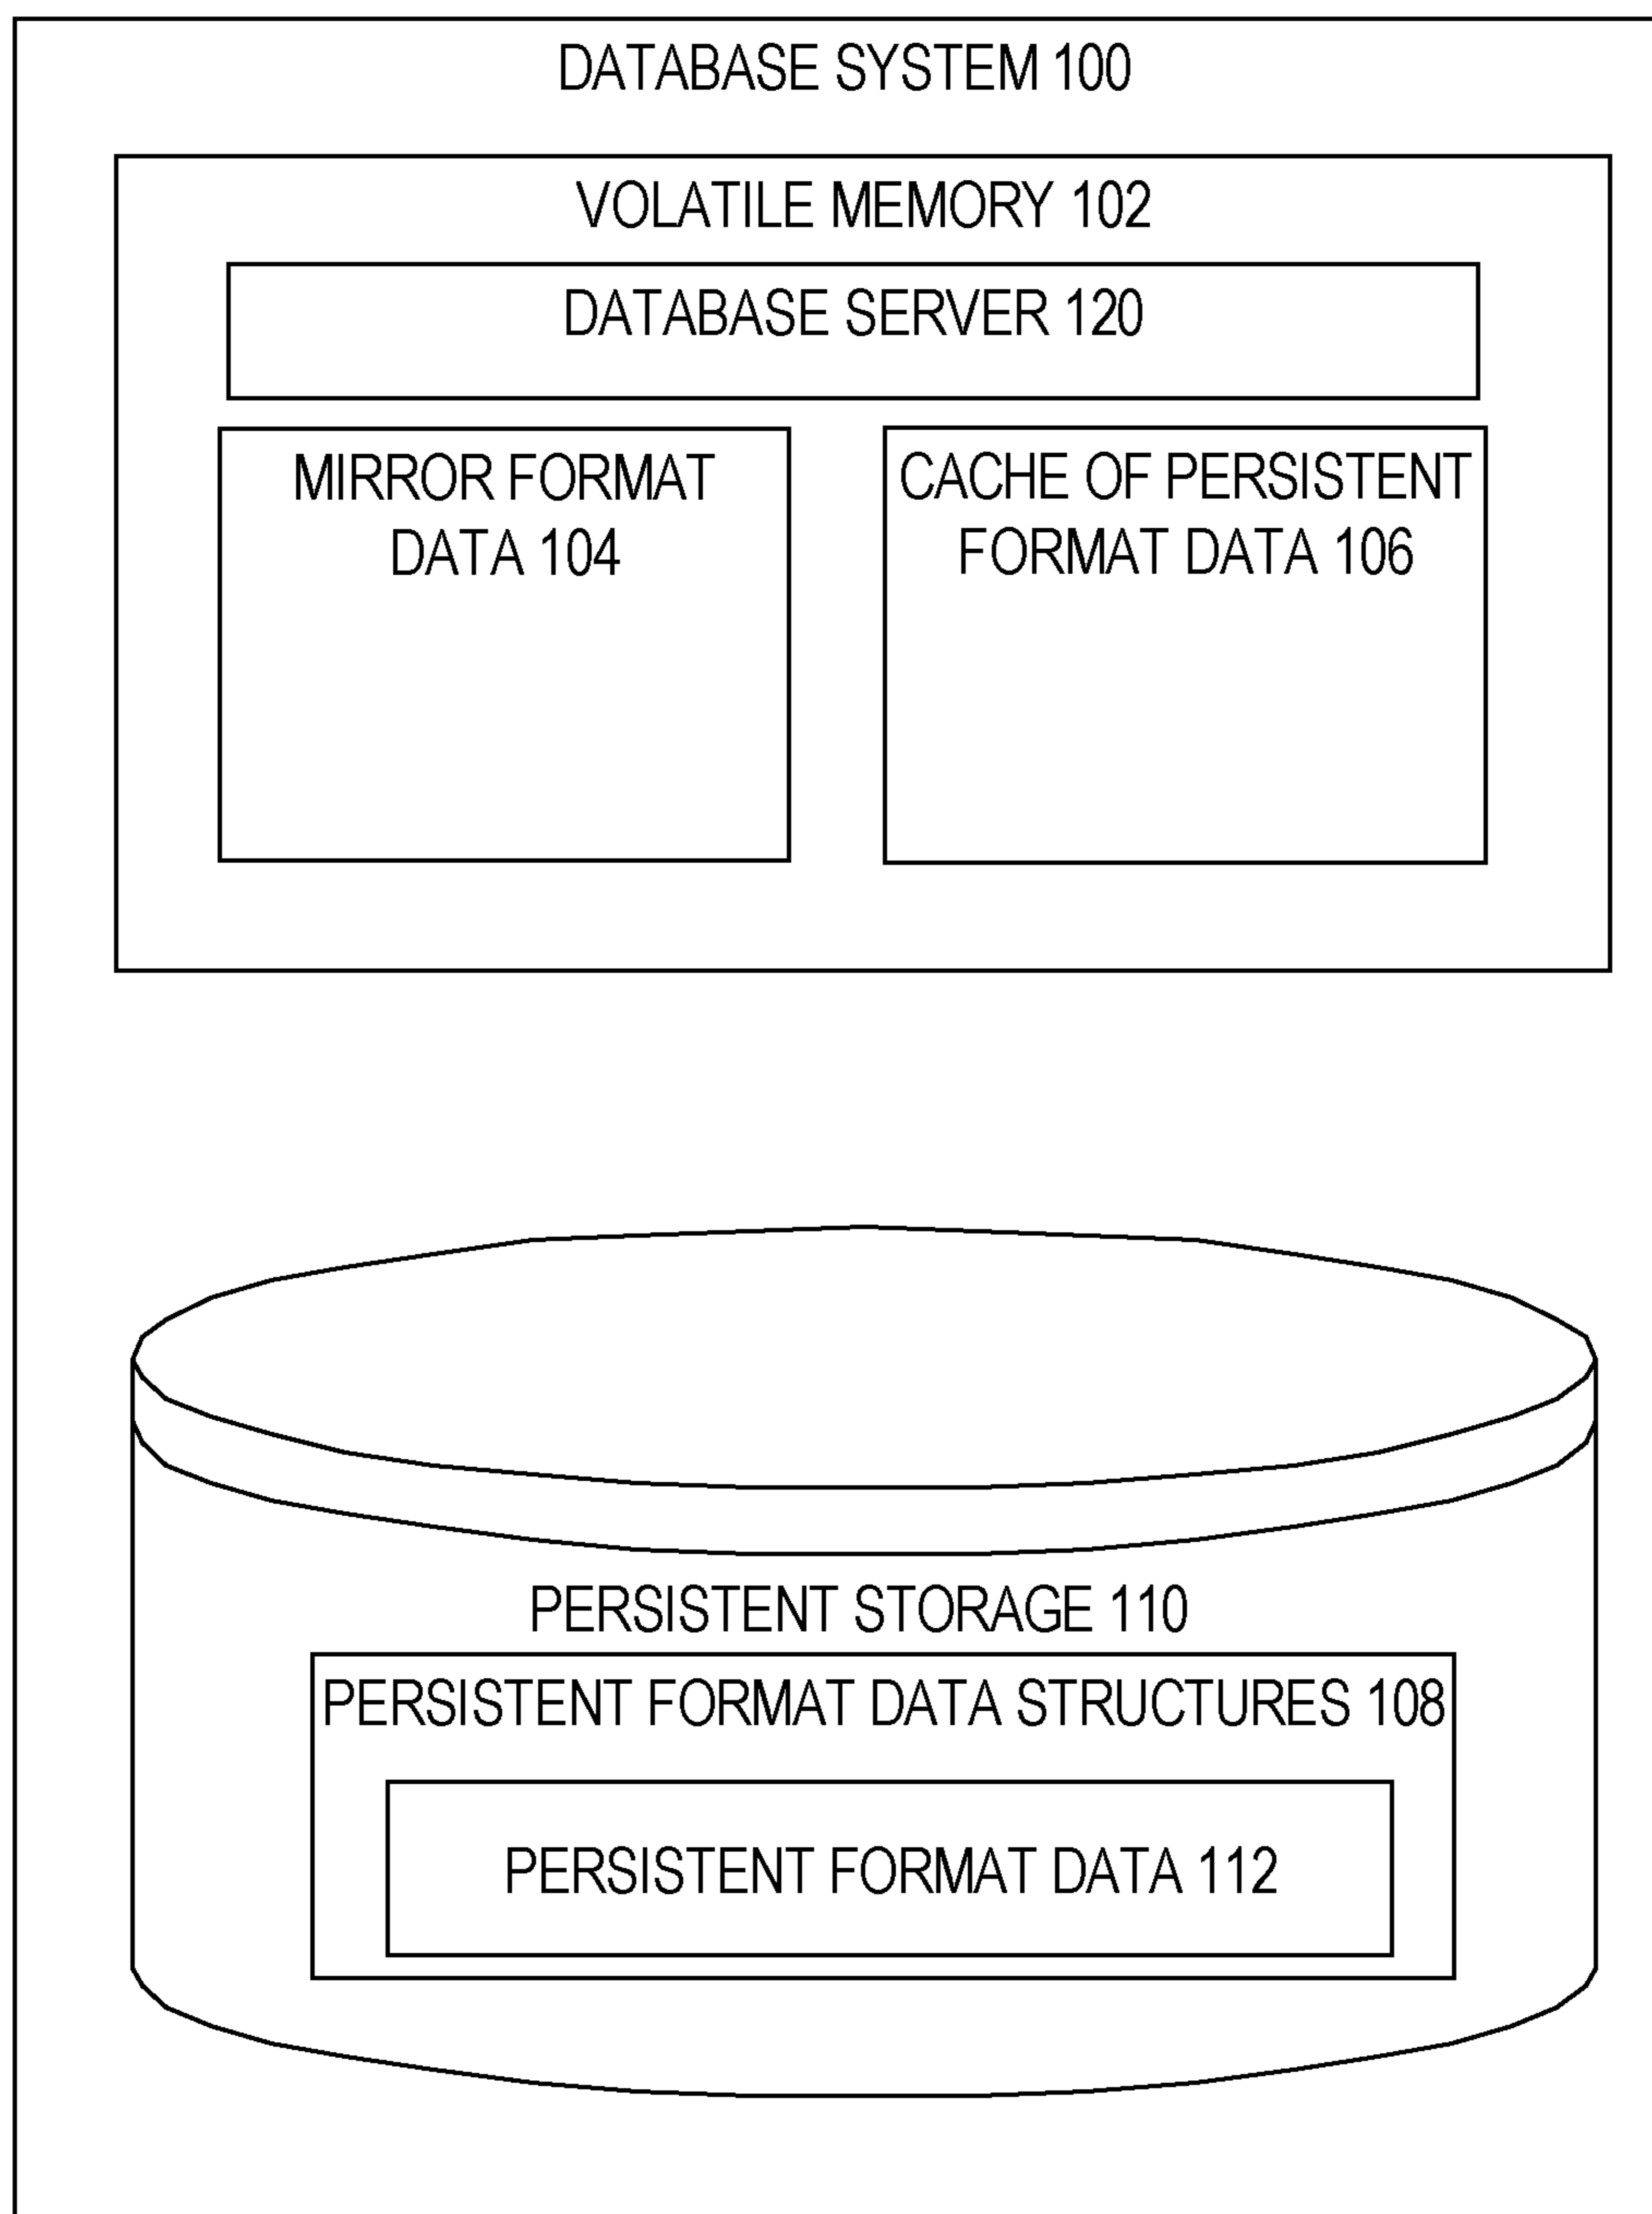 DATABASE SYSTEM 100
VOLATILE MEMORY 102
DATABASE SERVER 120
MIRROR FORMAT
DATA 104
CACHE OF PERSISTENT
FORMAT DATA 106
PERSISTENT STORAGE 110
PERSISTENT FORMAT DATA STRUCTURES 108
PERSISTENT FORMAT DATA 112